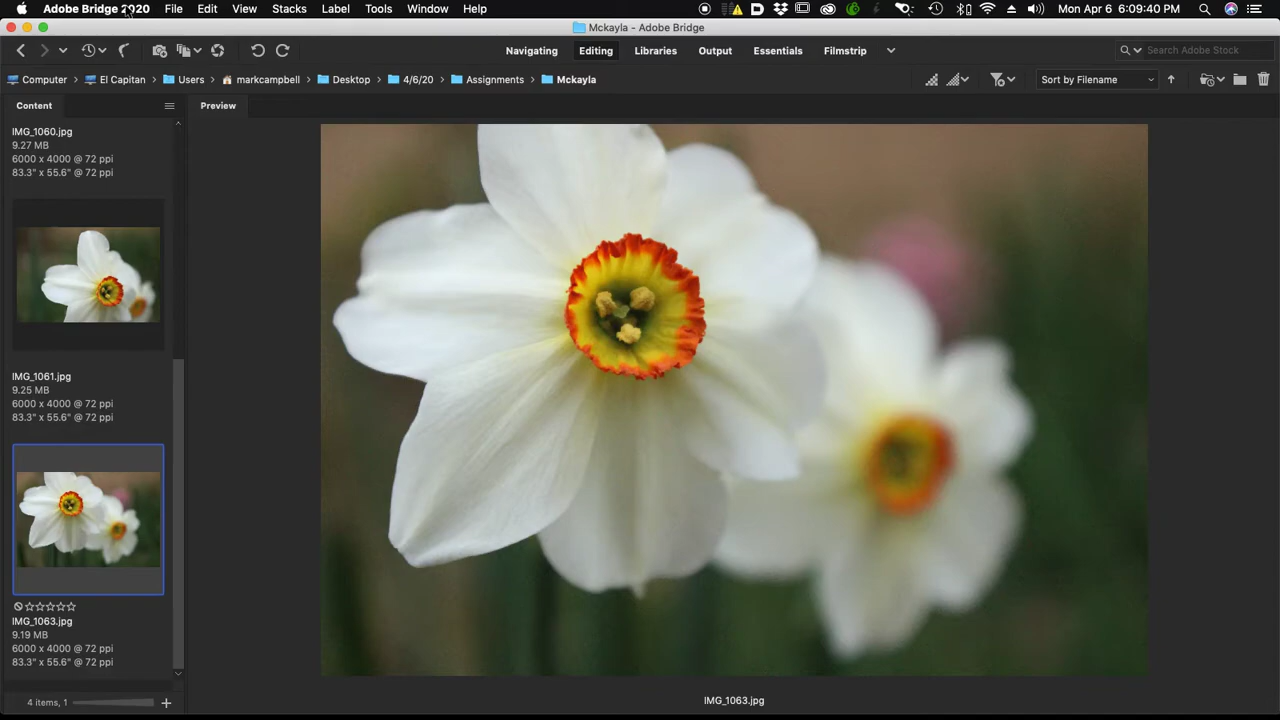 Adobe Bridge 2020 File Edit View Stacks Label Tools Window Help Mon Apr 6 6:09:40 PM
Mckayla - Adobe Bridge
Navigating Editing Libraries Output Essentials Filmstrip Search Adobe Stock
Computer El Capitan Users markcampbell Desktop 4/6/20 Assignments Mckayla Sort by Filename
Content Preview
IMG_1060.jpg
9.27 MB
6000 x 4000 @ 72 ppi
83.3" x 55.6" @ 72 ppi
IMG_1061.jpg
9.25 MB
6000 x 4000 @ 72 ppi
83.3" x 55.6" @ 72 ppi
IMG_1063.jpg
9.19 MB
6000 x 4000 @ 72 ppi
83.3" x 55.6" @ 72 ppi
4 items, 1
IMG_1063.jpg